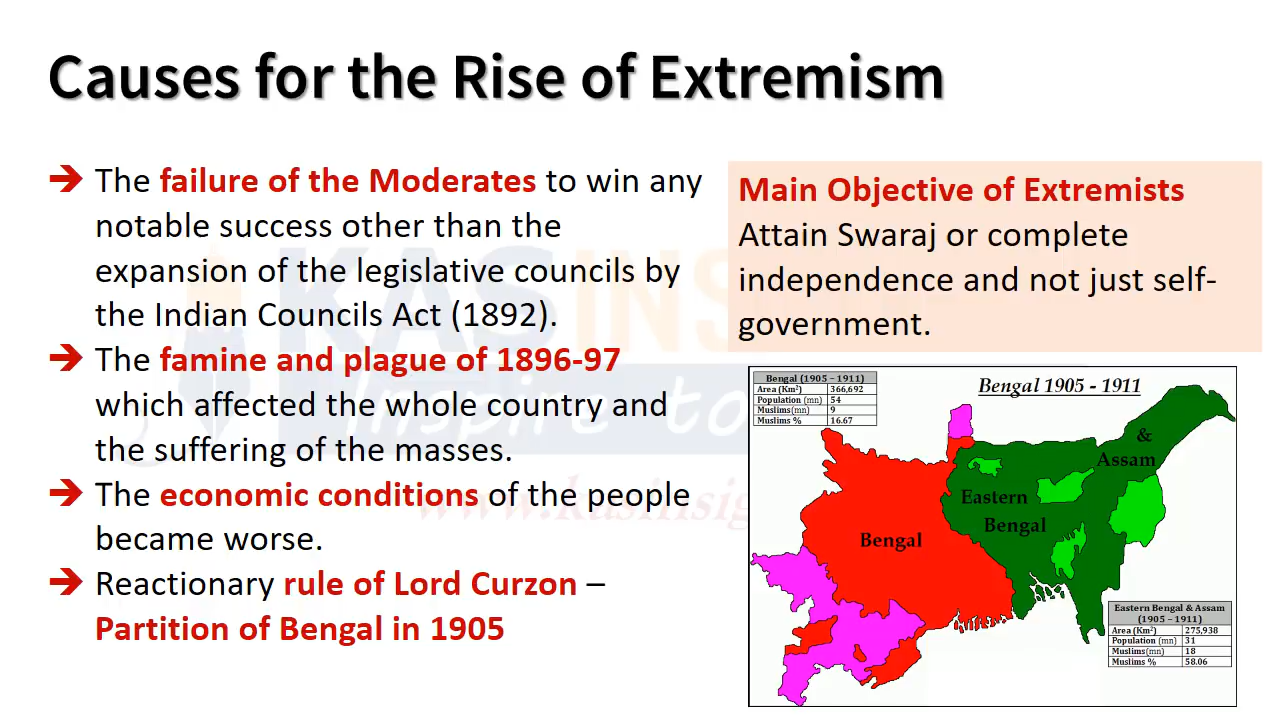 Causes for the Rise of Extremism
The failure of the Moderates to win any
notable success other than the
expansion of the legislative councils by
the Indian Councils Act (1892).
The famine and plague of 1896-97
which affected the whole country and
the suffering of the masses.
The economic conditions of the people
became worse.
Reactionary rule of Lord Curzon –
Partition of Bengal in 1905
Main Objective of Extremists
Attain Swaraj or complete
independence and not just self-
government.
Bengal (1905 – 1911)
Area (Km²) 366,692
Population (mn) 54
Muslims(mn) 9
Muslims % 16.67
Bengal 1905 - 1911
&
Assam
Eastern
Bengal
Bengal
Eastern Bengal & Assam
(1905 – 1911)
Area (Km²) 275,938
Population (mn) 31
Muslims(mn) 18
Muslims % 58.06
KAS INS
Inspire to